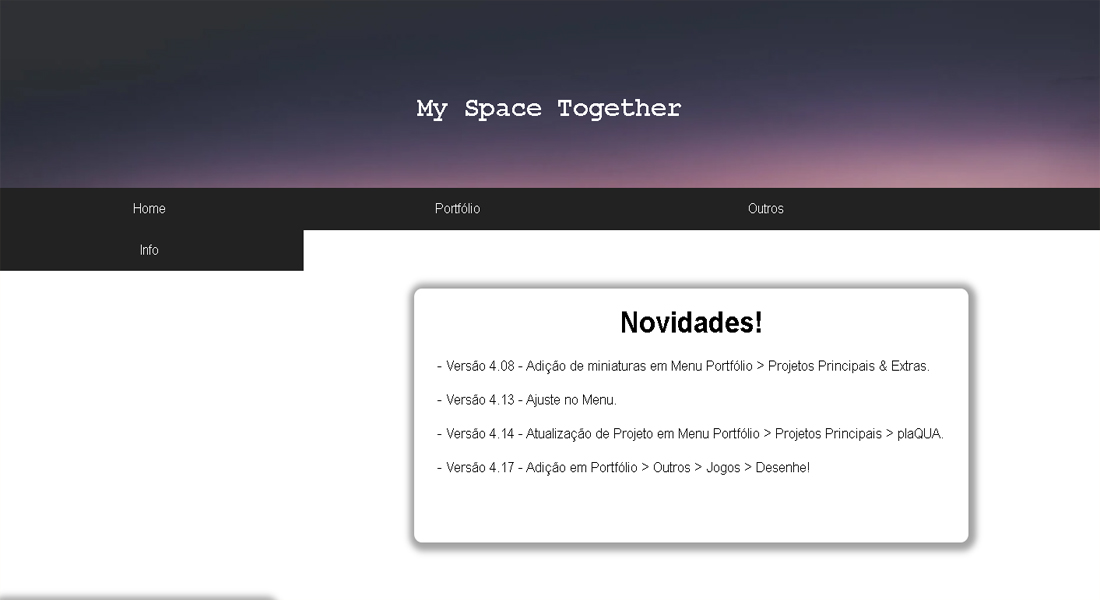 My Space Together
Home
Portfólio
Outros
Info
Novidades!
- Versão 4.08 - Adição de miniaturas em Menu Portfólio > Projetos Principais & Extras.
- Versão 4.13 - Ajuste no Menu.
- Versão 4.14 - Atualização de Projeto em Menu Portfólio > Projetos Principais > plaQUA.
- Versão 4.17 - Adição em Portfólio > Outros > Jogos > Desenhe!